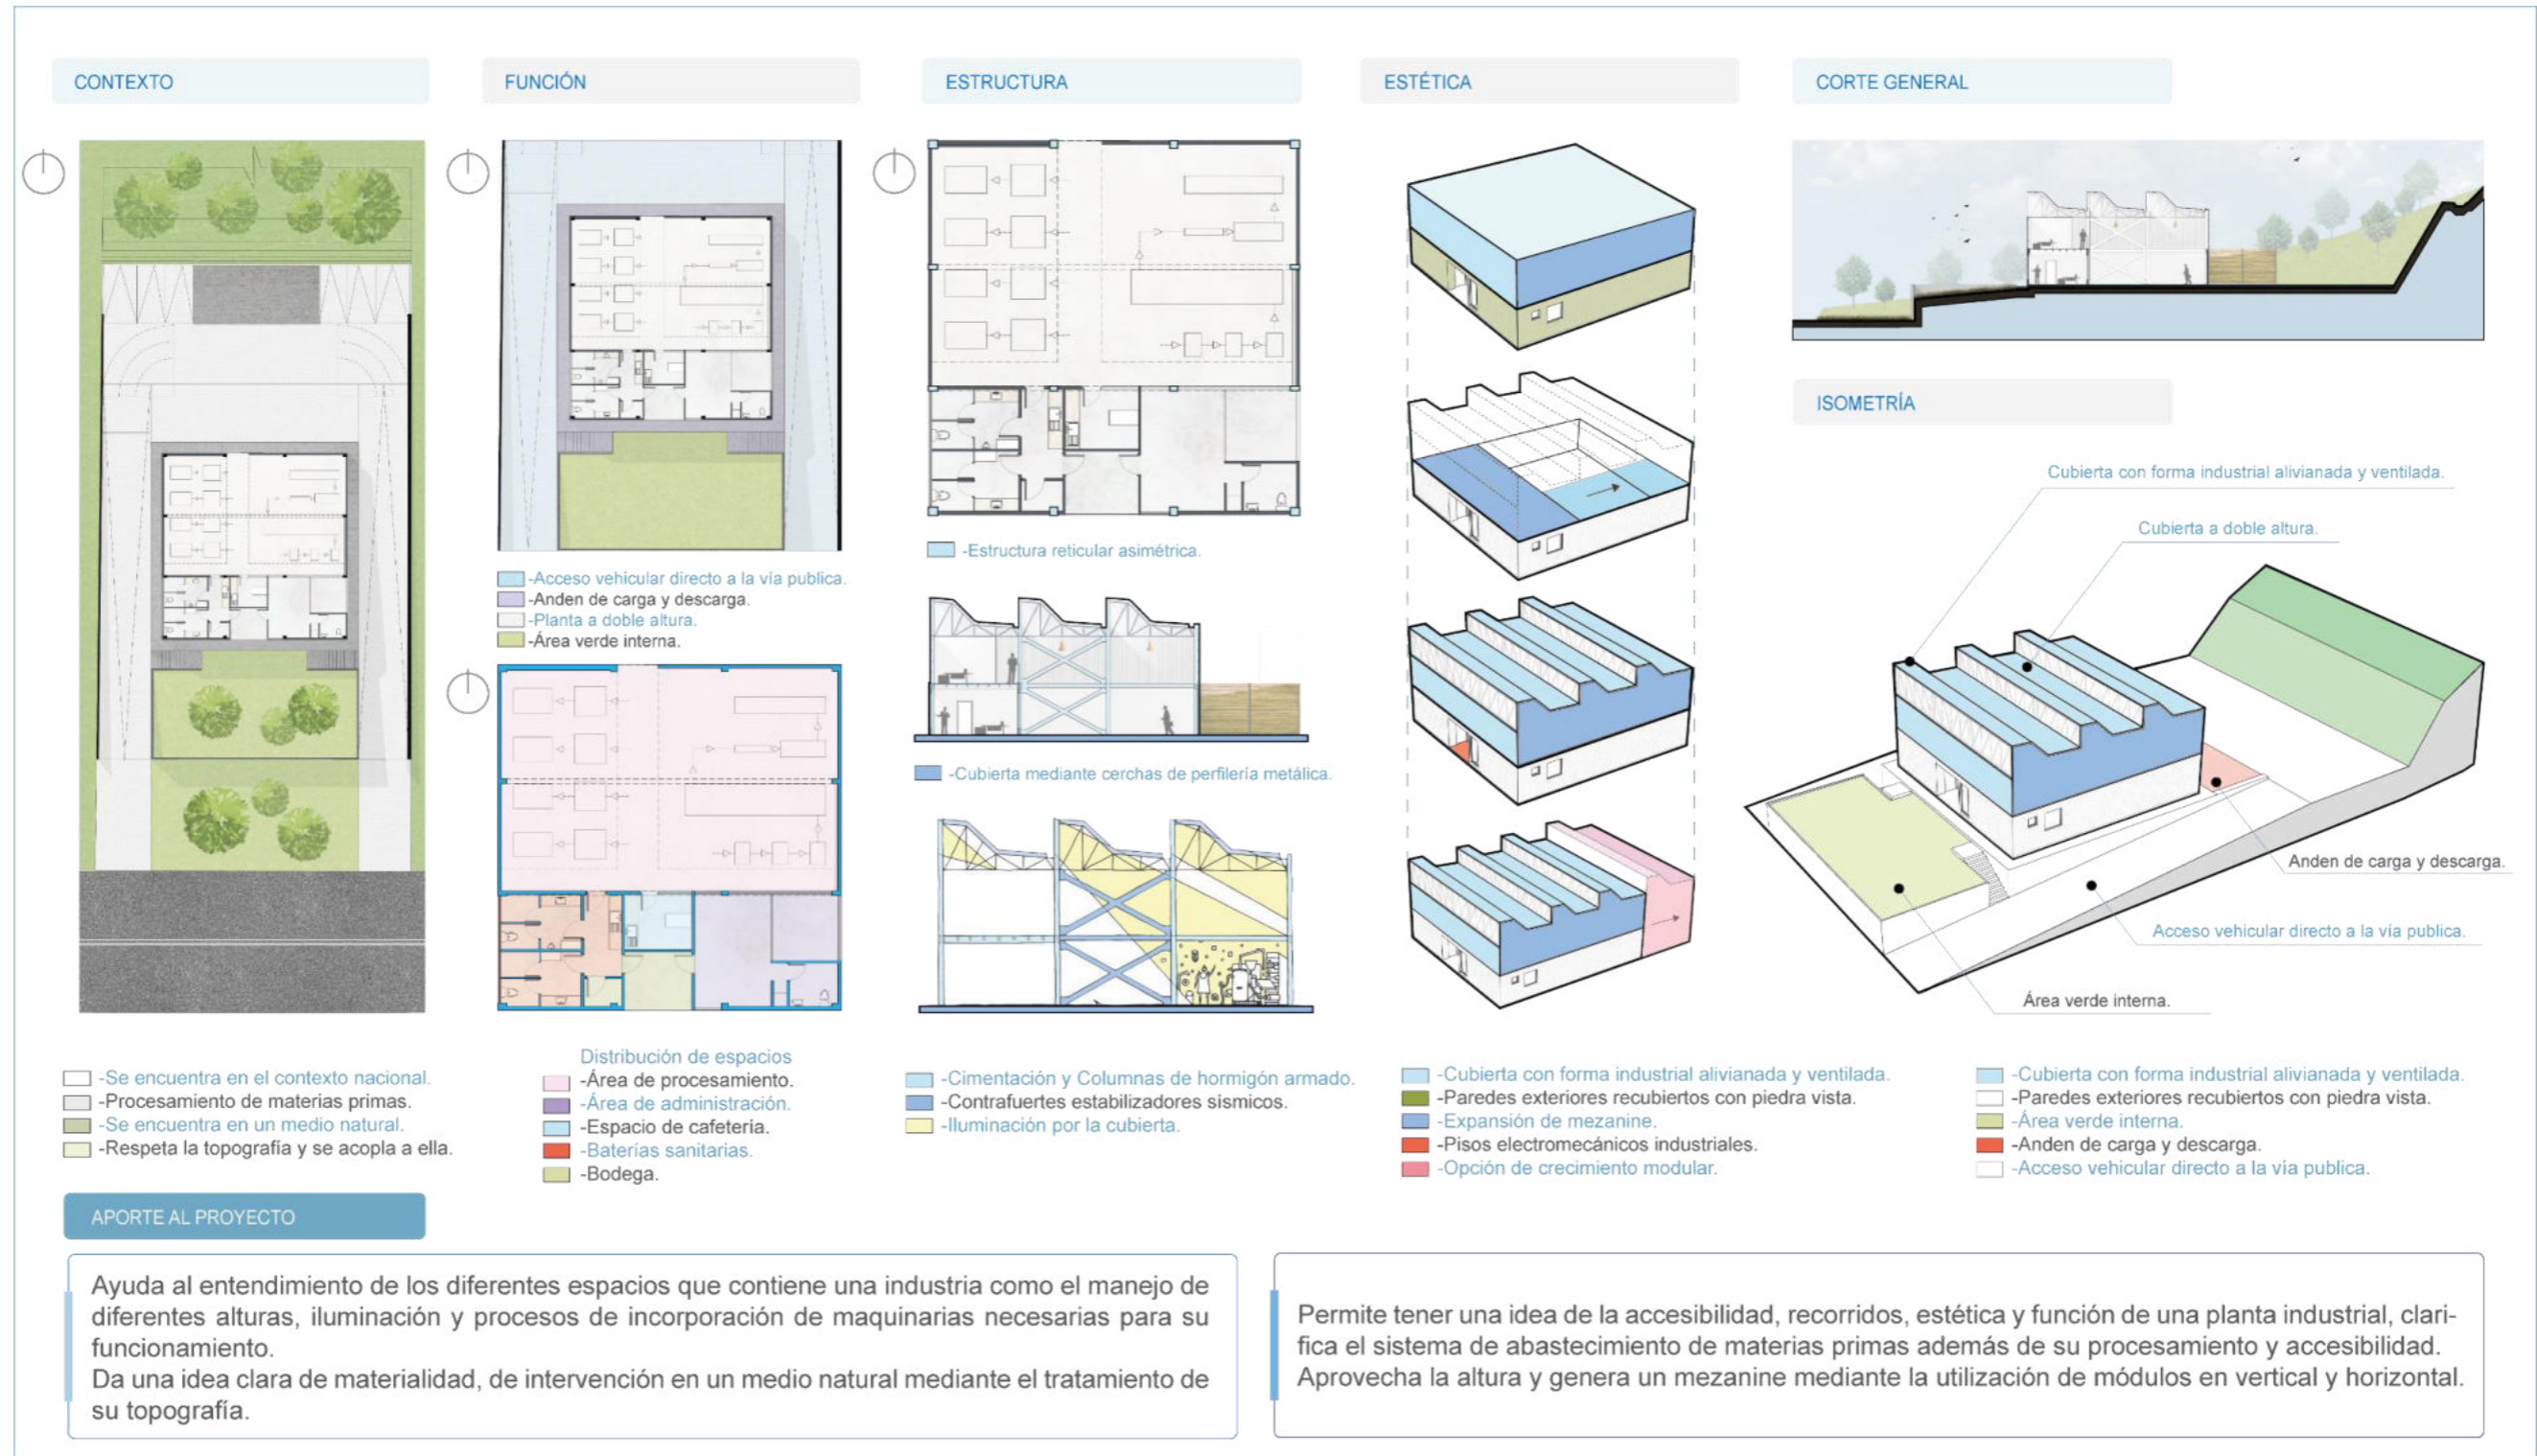 CONTEXTO
FUNCIÓN
ESTRUCTURA
ESTÉTICA
CORTE GENERAL
-Acceso vehicular directo a la vía publica.
-Anden de carga y descarga.
-Planta a doble altura.
-Área verde interna.
-Estructura reticular asimétrica.
-Cubierta mediante cerchas de perfilería metálica.
ISOMETRÍA
Cubierta con forma industrial alivianada y ventilada.
Cubierta a doble altura.
Anden de carga y descarga.
Acceso vehicular directo a la vía publica.
Área verde interna.
-Se encuentra en el contexto nacional.
-Procesamiento de materias primas.
-Se encuentra en un medio natural.
-Respeta la topografía y se acopla a ella.
Distribución de espacios
-Área de procesamiento.
-Área de administración.
-Espacio de cafetería.
-Baterías sanitarias.
-Bodega.
-Cimentación y Columnas de hormigón armado.
-Contrafuertes estabilizadores sísmicos.
-Iluminación por la cubierta.
-Cubierta con forma industrial alivianada y ventilada.
-Paredes exteriores recubiertos con piedra vista.
-Expansión de mezanine.
-Pisos electromecánicos industriales.
-Opción de crecimiento modular.
-Cubierta con forma industrial alivianada y ventilada.
-Paredes exteriores recubiertos con piedra vista.
-Área verde interna.
-Anden de carga y descarga.
-Acceso vehicular directo a la vía publica.
APORTE AL PROYECTO
Ayuda al entendimiento de los diferentes espacios que contiene una industria como el manejo de
diferentes alturas, iluminación y procesos de incorporación de maquinarias necesarias para su
funcionamiento.
Da una idea clara de materialidad, de intervención en un medio natural mediante el tratamiento de
su topografía.
Permite tener una idea de la accesibilidad, recorridos, estética y función de una planta industrial, clari-
fica el sistema de abastecimiento de materias primas además de su procesamiento y accesibilidad.
Aprovecha la altura y genera un mezanine mediante la utilización de módulos en vertical y horizontal.